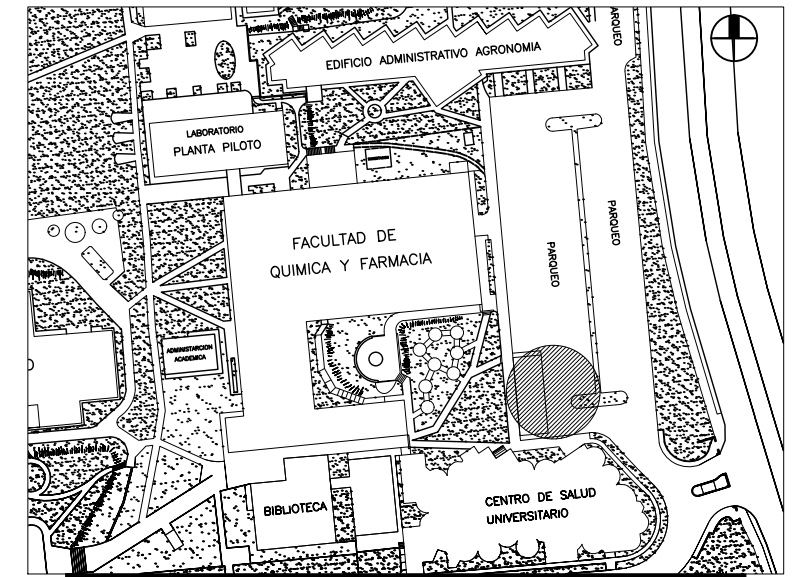 PARQUEO
EDIFICIO ADMINISTRATIVO AGRONOMIA
LABORATORIO
PLANTA PILOTO
FACULTAD DE
QUIMICA Y FARMACIA
PARQUEO
PARQUEO
ADMINISTARCION
ACADEMICA
BIBLIOTECA
CENTRO DE SALUD
UNIVERSITARIO